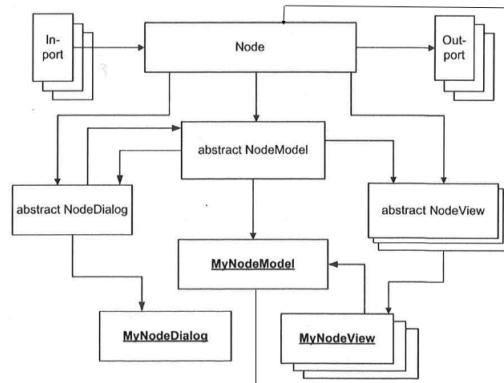 In-
port
Node
Out-
port
abstract NodeModel
abstract NodeDialog
abstract NodeView
MyNodeModel
MyNodeDialog
MyNodeView